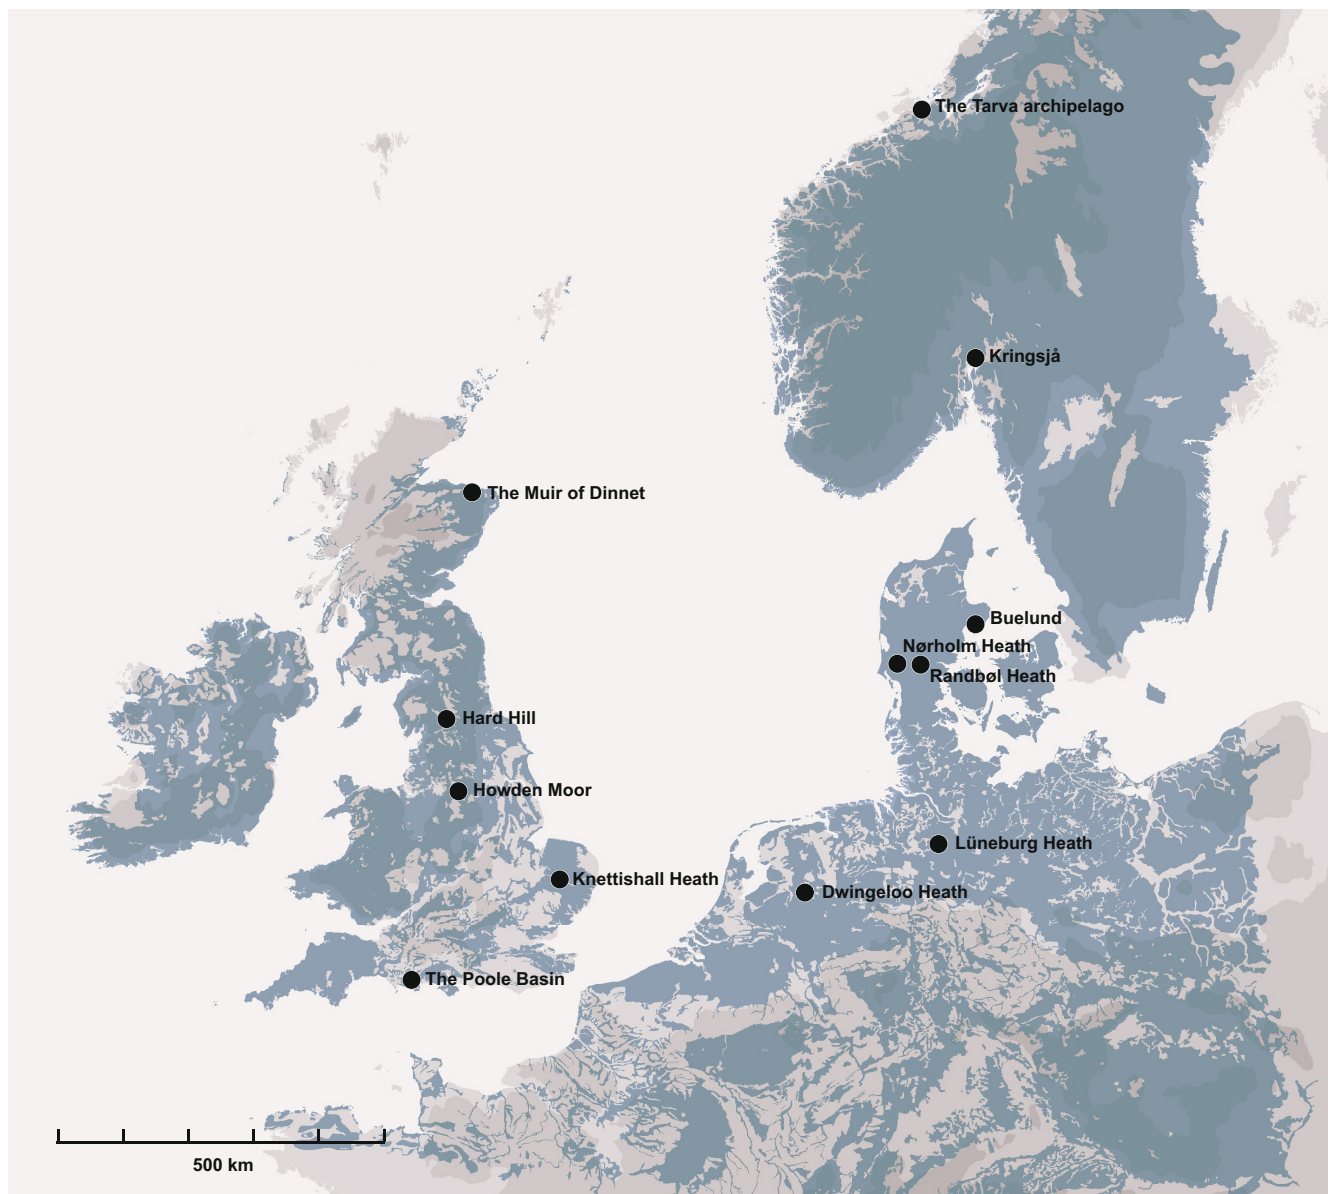 The Tarva archipelago
Kringsjå
The Muir of Dinnet
Buelund
Nørholm Heath
Randbøl Heath
Hard Hill
Howden Moor
Lüneburg Heath
Knettishall Heath
Dwingeloo Heath
The Poole Basin
500 km